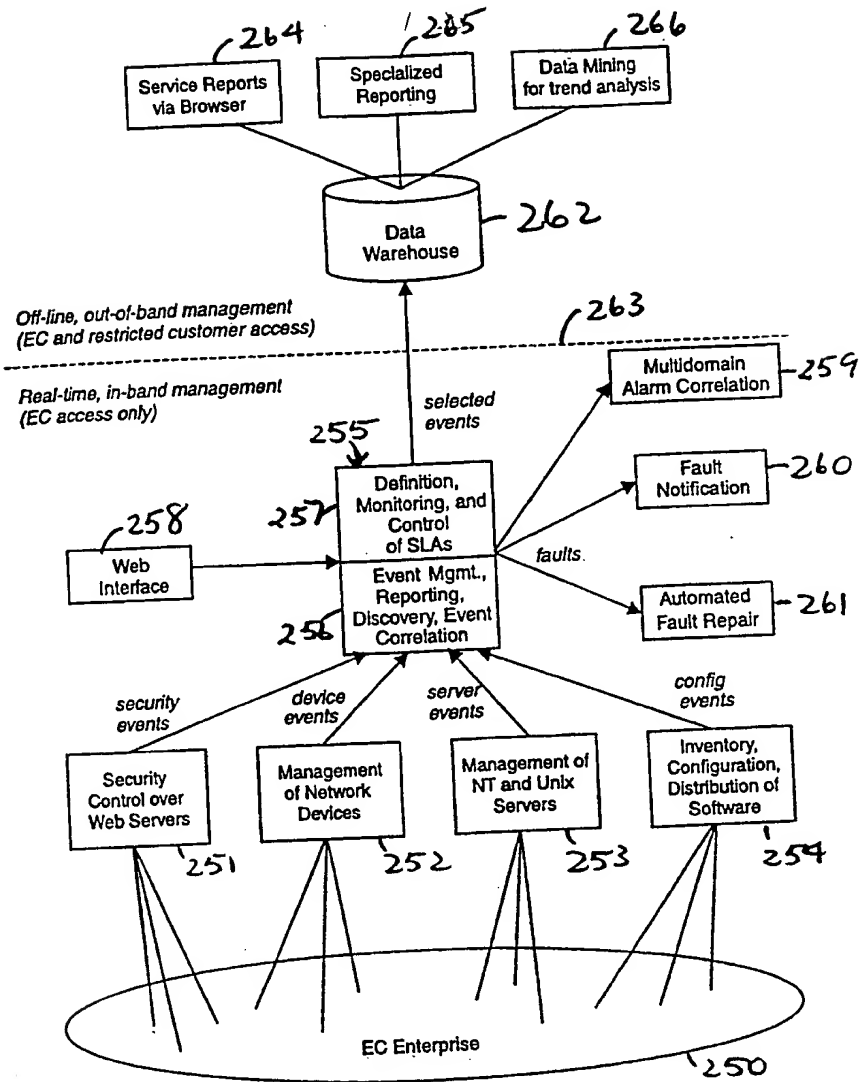 264
265
266
Service Reports
via Browser
Specialized
Reporting
Data Mining
for trend analysis
Data
Warehouse
262
Off-line, out-of-band management
(EC and restricted customer access)
263
Real-time, in-band management
(EC access only)
selected
events
Multidomain
Alarm Correlation
259
255
257
Definition,
Monitoring, and
Control
of SLAs
Fault
Notification
260
258
Web
Interface
faults.
256
Event Mgmt.,
Reporting,
Discovery, Event
Correlation
Automated
Fault Repair
261
security
events
device
events
server
events
config
events
Security
Control over
Web Servers
251
Management
of Network
Devices
252
Management of
NT and Unix
Servers
253
Inventory,
Configuration,
Distribution of
Software
254
EC Enterprise
250